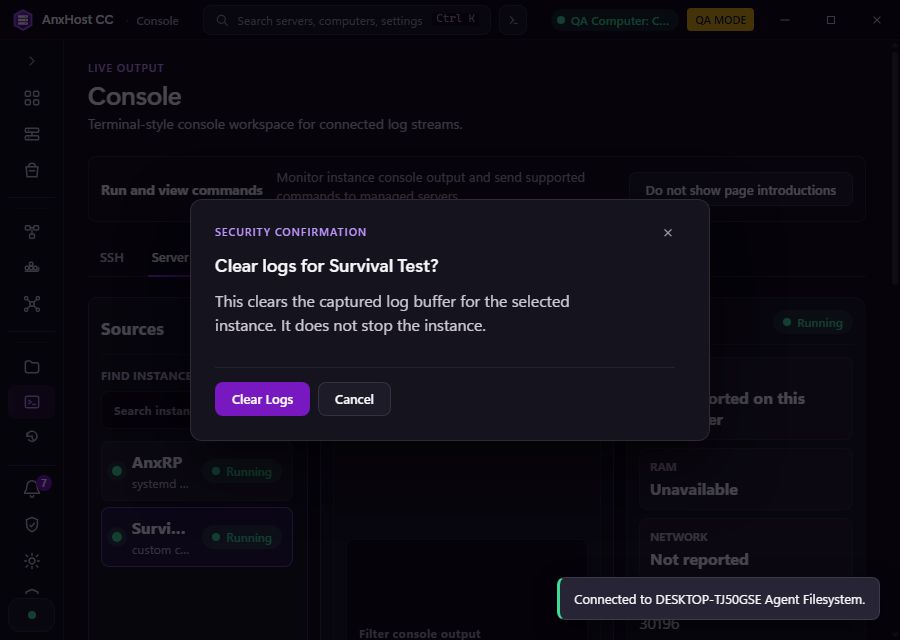 AnxHost CC · Console
Search servers, computers, settings Ctrl K
QA Computer: C...
QA MODE
LIVE OUTPUT
Console
Terminal-style console workspace for connected log streams.
Run and view commands
Monitor instance console output and send supported
commands to managed servers.
Do not show page introductions
SSH
Server
SECURITY CONFIRMATION
Clear logs for Survival Test?
This clears the captured log buffer for the selected
instance. It does not stop the instance.
Clear Logs
Cancel
Sources
FIND INSTANCE
Search instan
AnxRP
systemd ...
Running
Survi...
custom c...
Running
Filter console output
Running
orted on this
er
RAM
Unavailable
NETWORK
Not reported
30196
7
Connected to DESKTOP-TJ50GSE Agent Filesystem.